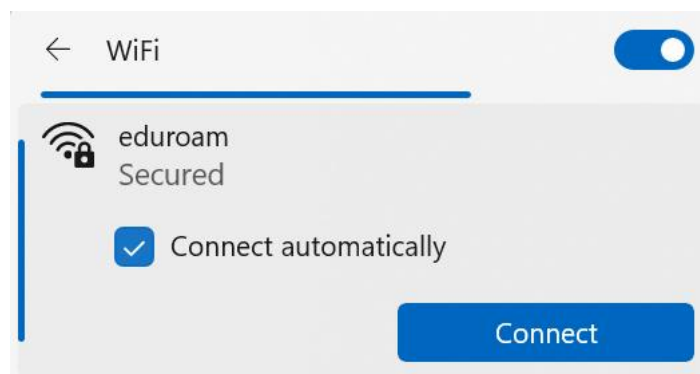 WiFi
eduroam
Secured
Connect automatically
Connect